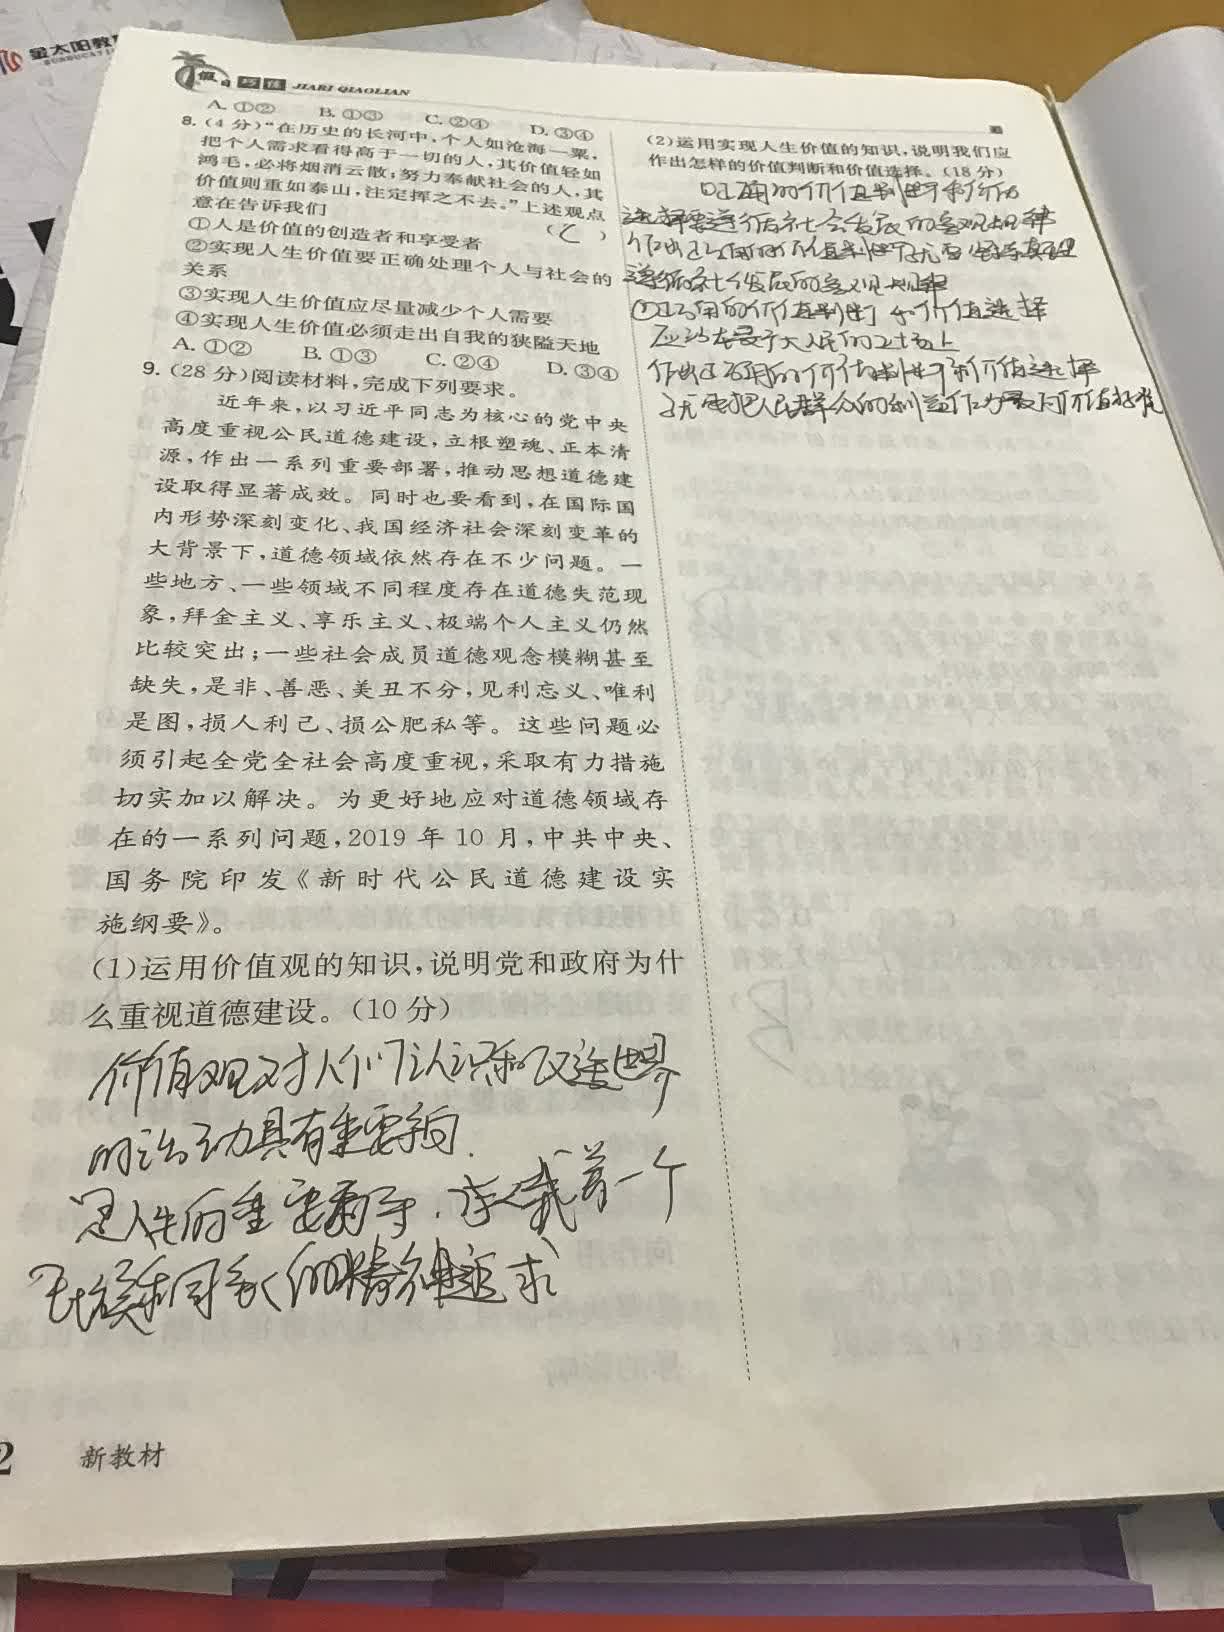 金太阳教
假日巧练 JIARI QIAOLIAN
A. ①② B. ①③ C. ②④ D. ③④
8. (4 分)“在历史的长河中,个人如沧海一粟,
把个人需求看得高于一切的人,其价值轻如
鸿毛,必将烟消云散;努力奉献社会的人,其
价值则重如泰山,注定挥之不去。”上述观点
意在告诉我们 (C)
①人是价值的创造者和享受者
②实现人生价值要正确处理个人与社会的
关系
③实现人生价值应尽量减少个人需要
④实现人生价值必须走出自我的狭隘天地
A. ①② B. ①③ C. ②④ D. ③④
9. (28 分)阅读材料,完成下列要求。
近年来,以习近平同志为核心的党中央
高度重视公民道德建设,立根塑魂、正本清
源,作出一系列重要部署,推动思想道德建
设取得显著成效。同时也要看到,在国际国
内形势深刻变化、我国经济社会深刻变革的
大背景下,道德领域依然存在不少问题。一
些地方、一些领域不同程度存在道德失范现
象,拜金主义、享乐主义、极端个人主义仍然
比较突出;一些社会成员道德观念模糊甚至
缺失,是非、善恶、美丑不分,见利忘义、唯利
是图,损人利己、损公肥私等。这些问题必
须引起全党全社会高度重视,采取有力措施
切实加以解决。为更好地应对道德领域存
在的一系列问题,2019 年 10 月,中共中央、
国务院印发《新时代公民道德建设实
施纲要》。
(1)运用价值观的知识,说明党和政府为什
么重视道德建设。(10 分)
价值观对人们认识和改造世界
的活动具有重要导向
是人生的重要向导.承载着一个
民族和国家的精神追求
(2)运用实现人生价值的知识,说明我们应
作出怎样的价值判断和价值选择。(18 分)
①正确的价值判断和价值
选择要遵循社会发展的客观规律
作出正确的价值判断
遵循社会发展的客观规律
②正确的价值判断和价值选择
应站在最广大人民的立场上
作出正确的价值判断和价值选择
要把人民群众的利益作为最高价值标准
2 新教材